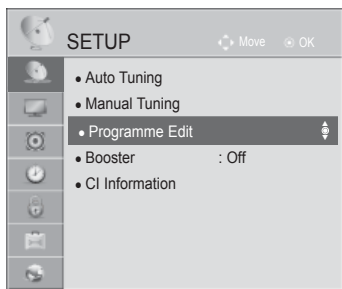 SETUP
Move
OK
• Auto Tuning
• Manual Tuning
• Programme Edit
• Booster : Off
• CI Information